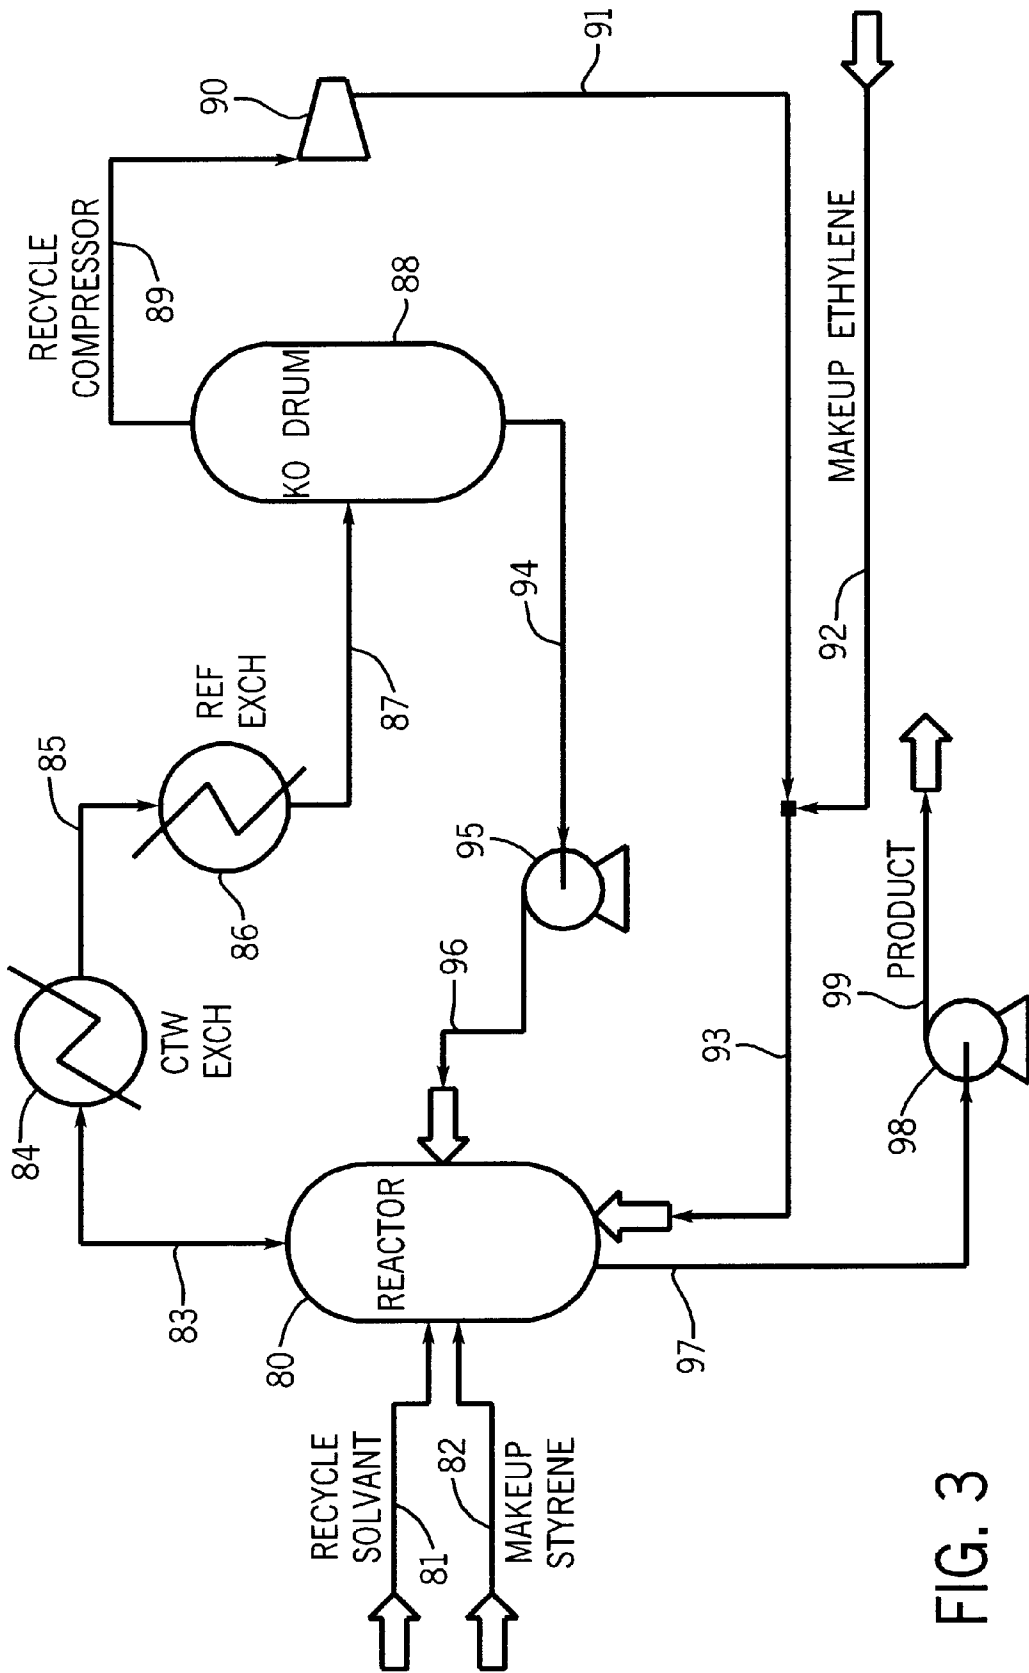 RECYCLE
SOLVANT
81
82
MAKEUP
STYRENE
80
REACTOR
83
84
CTW
EXCH
85
86
REF
EXCH
87
KO DRUM
88
RECYCLE
COMPRESSOR
89
90
91
94
95
96
93
92
MAKEUP ETHYLENE
97
98
99
PRODUCT
FIG. 3